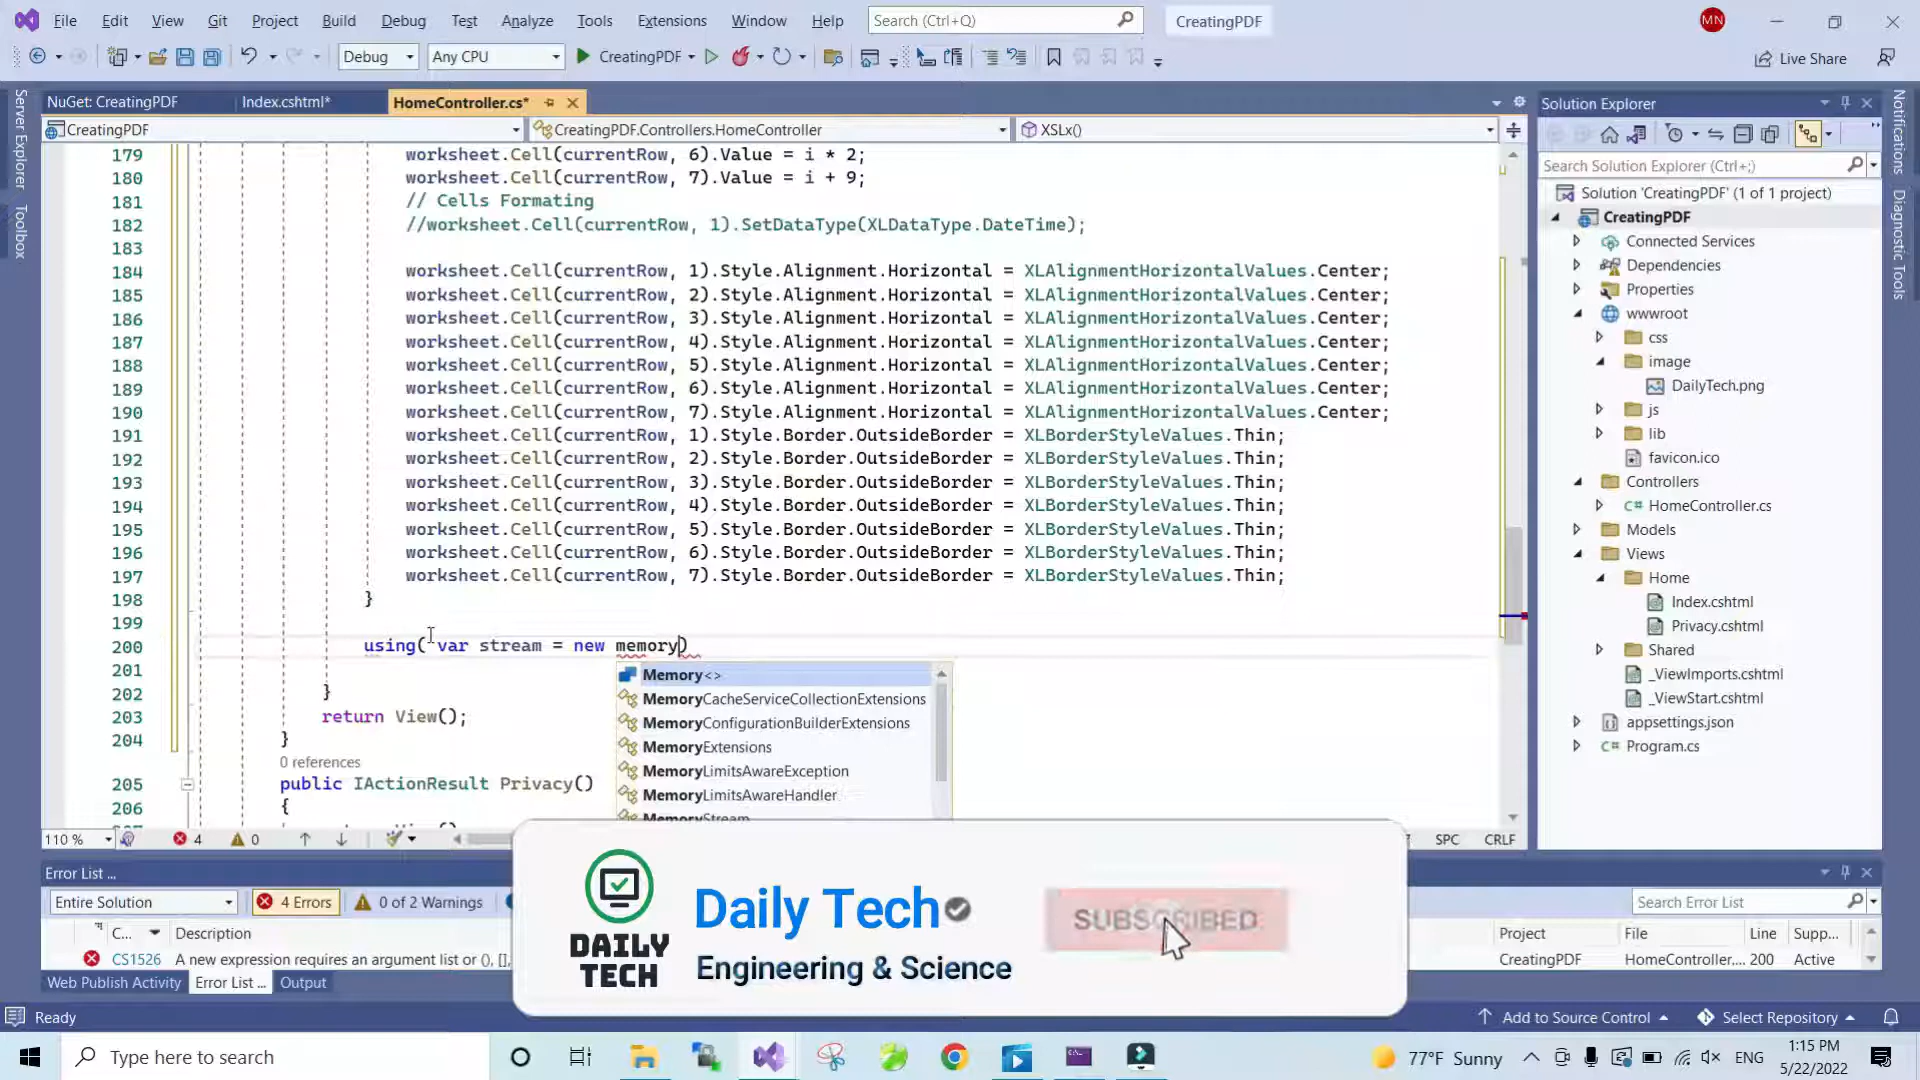 File Edit View Git Project Build Debug Test Analyze Tools Extensions Window Help Search (Ctrl+Q) CreatingPDF MN
Debug Any CPU CreatingPDF Live Share
NuGet: CreatingPDF Index.cshtml* HomeController.cs*
CreatingPDF CreatingPDF.Controllers.HomeController XSLx()
Server Explorer
Toolbox
179 worksheet.Cell(currentRow, 6).Value = i * 2;
180 worksheet.Cell(currentRow, 7).Value = i + 9;
181 // Cells Formating
182 //worksheet.Cell(currentRow, 1).SetDataType(XLDataType.DateTime);
183
184 worksheet.Cell(currentRow, 1).Style.Alignment.Horizontal = XLAlignmentHorizontalValues.Center;
185 worksheet.Cell(currentRow, 2).Style.Alignment.Horizontal = XLAlignmentHorizontalValues.Center;
186 worksheet.Cell(currentRow, 3).Style.Alignment.Horizontal = XLAlignmentHorizontalValues.Center;
187 worksheet.Cell(currentRow, 4).Style.Alignment.Horizontal = XLAlignmentHorizontalValues.Center;
188 worksheet.Cell(currentRow, 5).Style.Alignment.Horizontal = XLAlignmentHorizontalValues.Center;
189 worksheet.Cell(currentRow, 6).Style.Alignment.Horizontal = XLAlignmentHorizontalValues.Center;
190 worksheet.Cell(currentRow, 7).Style.Alignment.Horizontal = XLAlignmentHorizontalValues.Center;
191 worksheet.Cell(currentRow, 1).Style.Border.OutsideBorder = XLBorderStyleValues.Thin;
192 worksheet.Cell(currentRow, 2).Style.Border.OutsideBorder = XLBorderStyleValues.Thin;
193 worksheet.Cell(currentRow, 3).Style.Border.OutsideBorder = XLBorderStyleValues.Thin;
194 worksheet.Cell(currentRow, 4).Style.Border.OutsideBorder = XLBorderStyleValues.Thin;
195 worksheet.Cell(currentRow, 5).Style.Border.OutsideBorder = XLBorderStyleValues.Thin;
196 worksheet.Cell(currentRow, 6).Style.Border.OutsideBorder = XLBorderStyleValues.Thin;
197 worksheet.Cell(currentRow, 7).Style.Border.OutsideBorder = XLBorderStyleValues.Thin;
198 }
199
200 using( var stream = new memory)
201
202 }
203 return View();
204 }
0 references
205 public IActionResult Privacy()
206 {
Memory<>
MemoryCacheServiceCollectionExtensions
MemoryConfigurationBuilderExtensions
MemoryExtensions
MemoryLimitsAwareException
MemoryLimitsAwareHandler
MemoryStream
110 % 4 0 SPC CRLF
Solution Explorer
Search Solution Explorer (Ctrl+;)
Solution 'CreatingPDF' (1 of 1 project)
CreatingPDF
Connected Services
Dependencies
Properties
wwwroot
css
image
DailyTech.png
js
lib
favicon.ico
Controllers
C# HomeController.cs
Models
Views
Home
Index.cshtml
Privacy.cshtml
Shared
_ViewImports.cshtml
_ViewStart.cshtml
appsettings.json
C# Program.cs
Notifications
Diagnostic Tools
Error List ...
Entire Solution 4 Errors 0 of 2 Warnings Search Error List
C... Description Project File Line Supp...
CS1526 A new expression requires an argument list or (), [], CreatingPDF HomeController.... 200 Active
Web Publish Activity Error List ... Output
DAILY
TECH
Daily Tech
Engineering & Science
SUBSCRIBED
Ready Add to Source Control Select Repository
Type here to search 77°F Sunny ENG 1:15 PM
5/22/2022